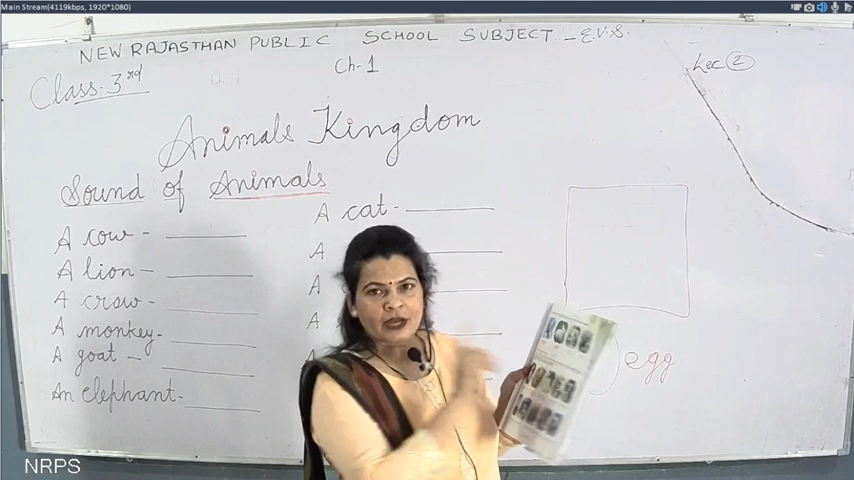 Main Stream(4119kbps, 1920*1080)
NEW RAJASTHAN PUBLIC SCHOOL SUBJECT - E.V.S.
Class- 3rd
Ch-1
Lec 2
Animals Kingdom
Sound of Animals
A cow -
A lion -
A crow -
A monkey-
A goat -
An elephant-
A cat-
A
A
A
egg
NRPS